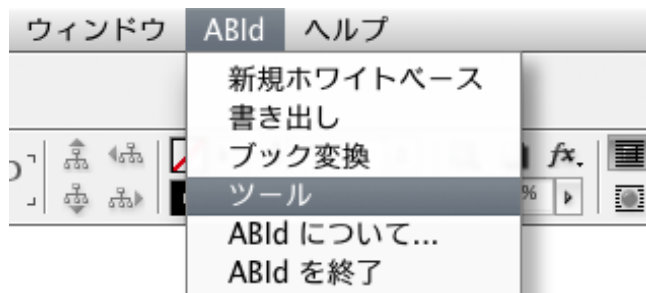 ウィンドウ ABId ヘルプ
新規ホワイトベース
書き出し
ブック変換
fx.
ツール
%
ABId について...
ABId を終了